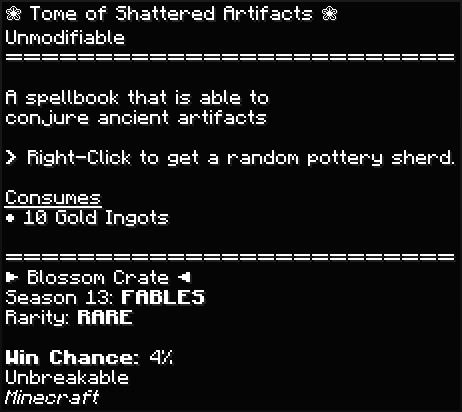 ❀ Tome of Shattered Artifacts ❀
Unmodifiable
=============================
A spellbook that is able to
conjure ancient artifacts
> Right-Click to get a random pottery sherd.
Consumes
• 10 Gold Ingots
=============================
► Blossom Crate ◄
Season 13: FABLES
Rarity: RARE
Win Chance: 4%
Unbreakable
Minecraft